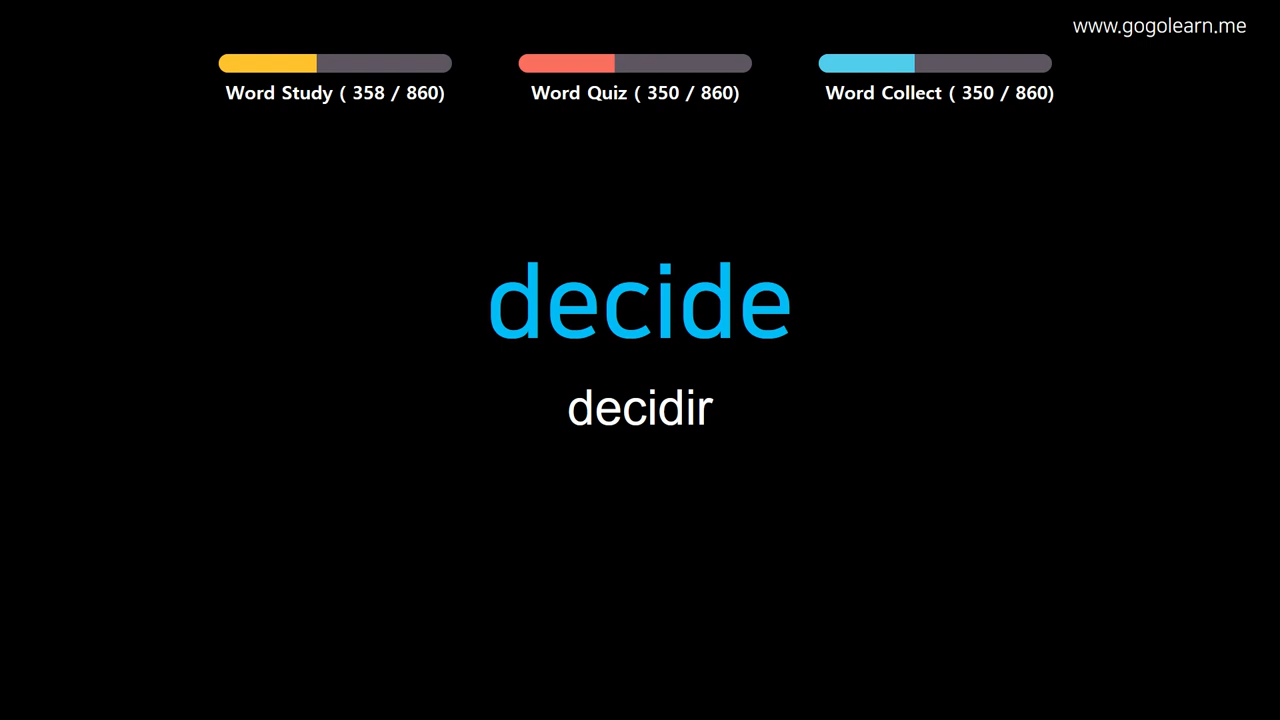 www.gogolearn.me
Word Study ( 358 / 860)
Word Quiz ( 350 / 860)
Word Collect ( 350 / 860)
decide
decidir